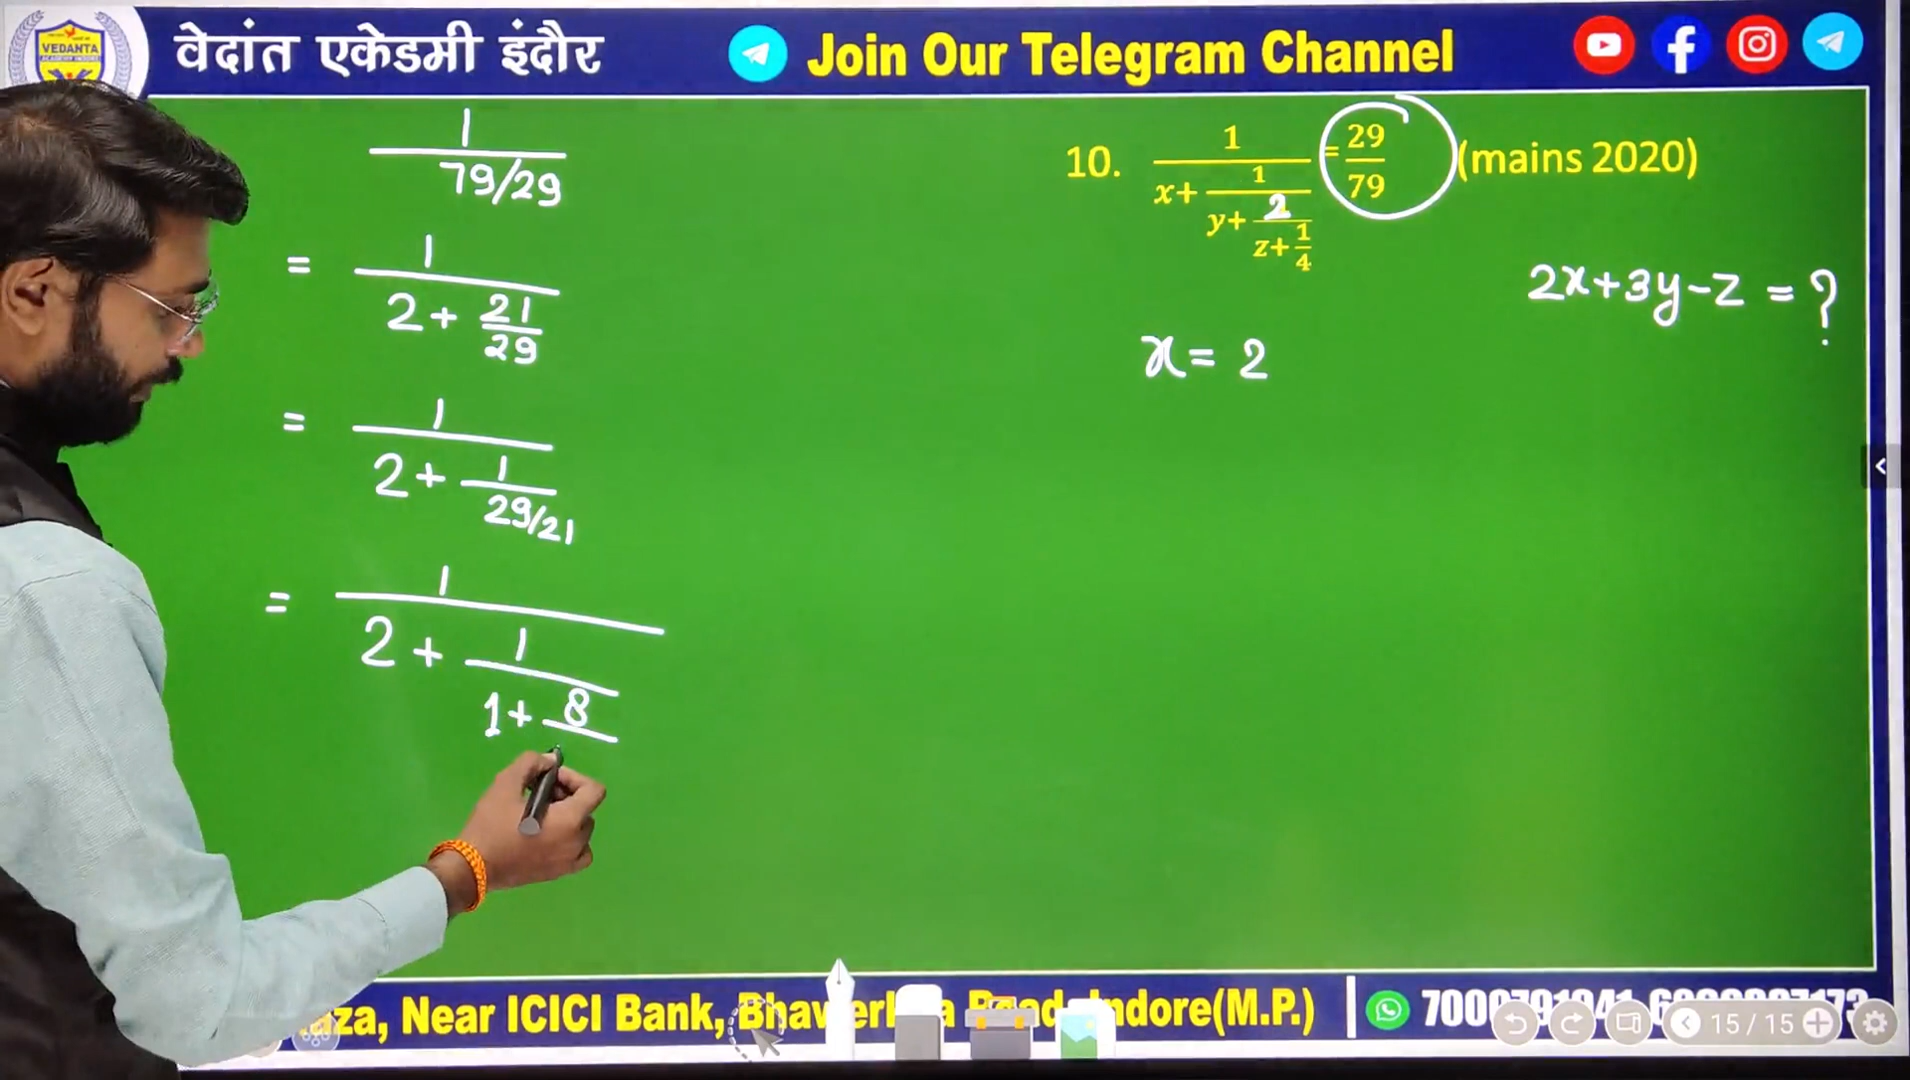 VEDANTA
वेदांत एकेडमी इंदौर
Join Our Telegram Channel
1
79/29
= 1
2 + 21
29
= 1
2 + 1
29/21
= 1
2 + 1
1 + 8
10. 1 = 29 (mains 2020)
x+ 1 79
y+ 2
z+ 1
4
2x+3y-z = ?
x = 2
Near ICICI Bank,
Indore(M.P.)
15 / 15